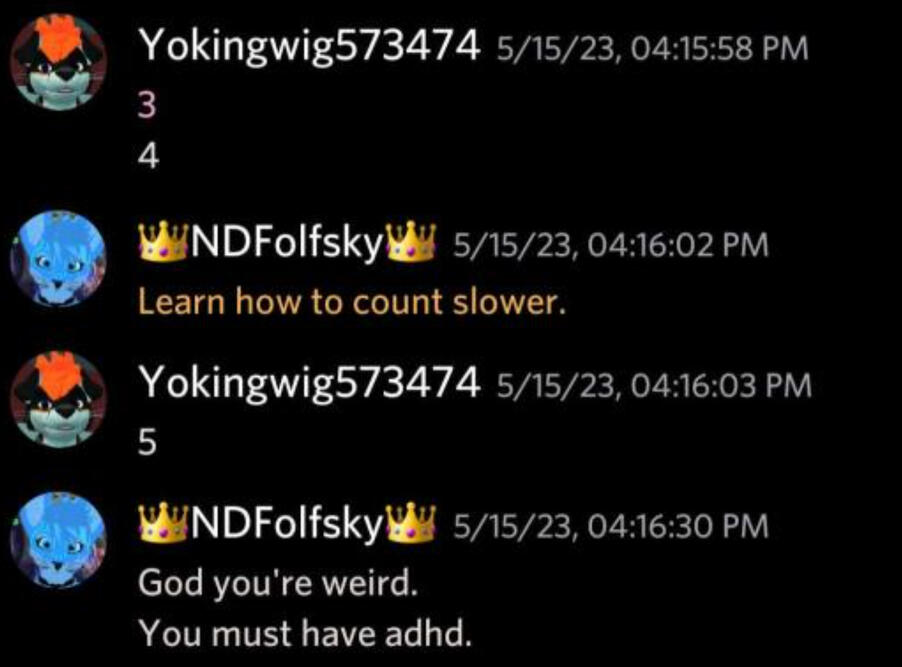 Yokingwig573474 5/15/23, 04:15:58 PM
3
4
👑NDFolfsky👑 5/15/23, 04:16:02 PM
Learn how to count slower.
Yokingwig573474 5/15/23, 04:16:03 PM
5
👑NDFolfsky👑 5/15/23, 04:16:30 PM
God you're weird.
You must have adhd.